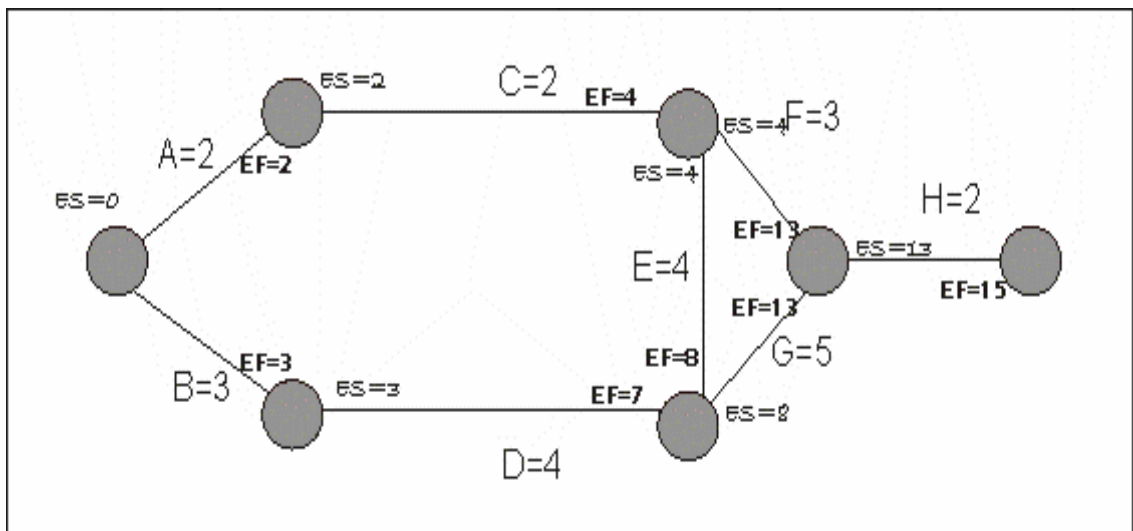 ES=2
C=2
EF=4
ES=4
F=3
A=2
EF=2
ES=4
ES=0
H=2
EF=13
ES=13
E=4
EF=15
EF=13
EF=3
EF=8
G=5
B=3
ES=3
EF=7
ES=8
D=4